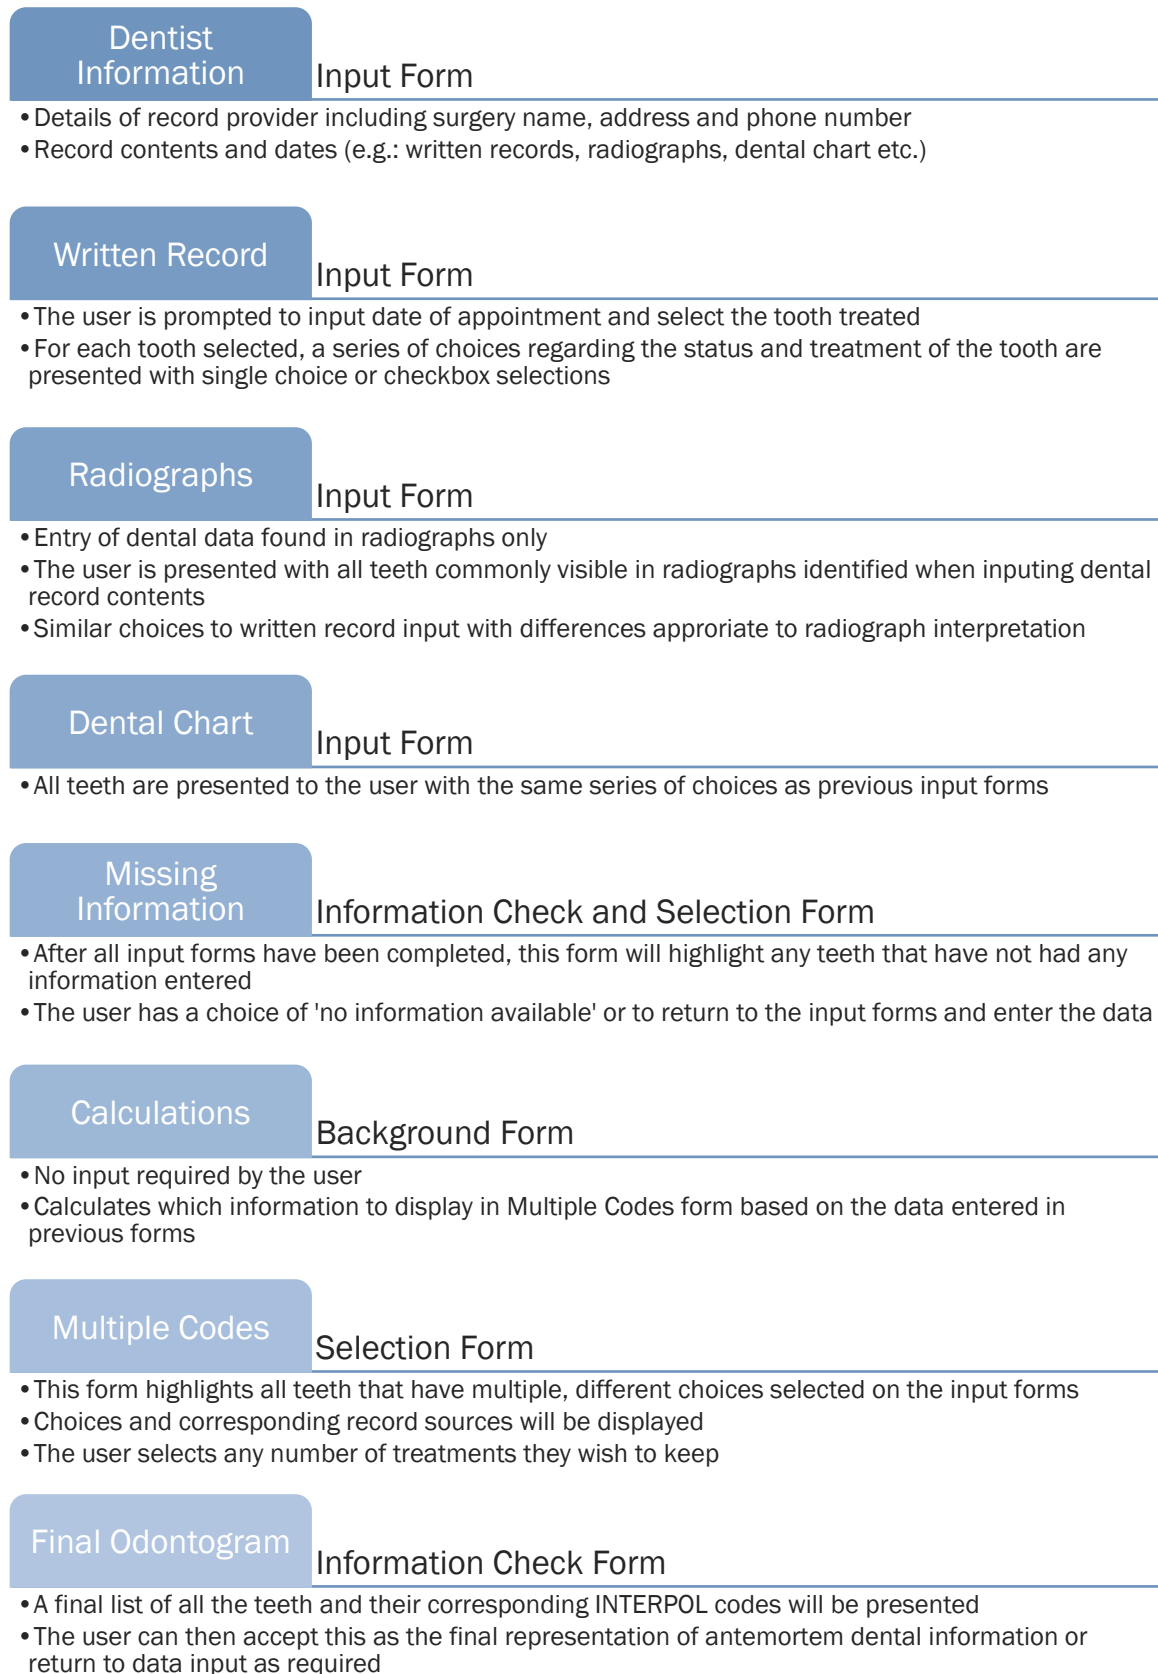 Dentist
Information
Input Form
•Details of record provider including surgery name, address and phone number
•Record contents and dates (e.g.: written records, radiographs, dental chart etc.)
Written Record
Input Form
•The user is prompted to input date of appointment and select the tooth treated
•For each tooth selected, a series of choices regarding the status and treatment of the tooth are
presented with single choice or checkbox selections
Radiographs
Input Form
•Entry of dental data found in radiographs only
•The user is presented with all teeth commonly visible in radiographs identified when inputing dental
record contents
•Similar choices to written record input with differences approriate to radiograph interpretation
Dental Chart
Input Form
•All teeth are presented to the user with the same series of choices as previous input forms
Missing
Information
Information Check and Selection Form
•After all input forms have been completed, this form will highlight any teeth that have not had any
information entered
•The user has a choice of 'no information available' or to return to the input forms and enter the data
Calculations
Background Form
•No input required by the user
•Calculates which information to display in Multiple Codes form based on the data entered in
previous forms
Multiple Codes
Selection Form
•This form highlights all teeth that have multiple, different choices selected on the input forms
•Choices and corresponding record sources will be displayed
•The user selects any number of treatments they wish to keep
Final Odontogram
Information Check Form
•A final list of all the teeth and their corresponding INTERPOL codes will be presented
•The user can then accept this as the final representation of antemortem dental information or
return to data input as required